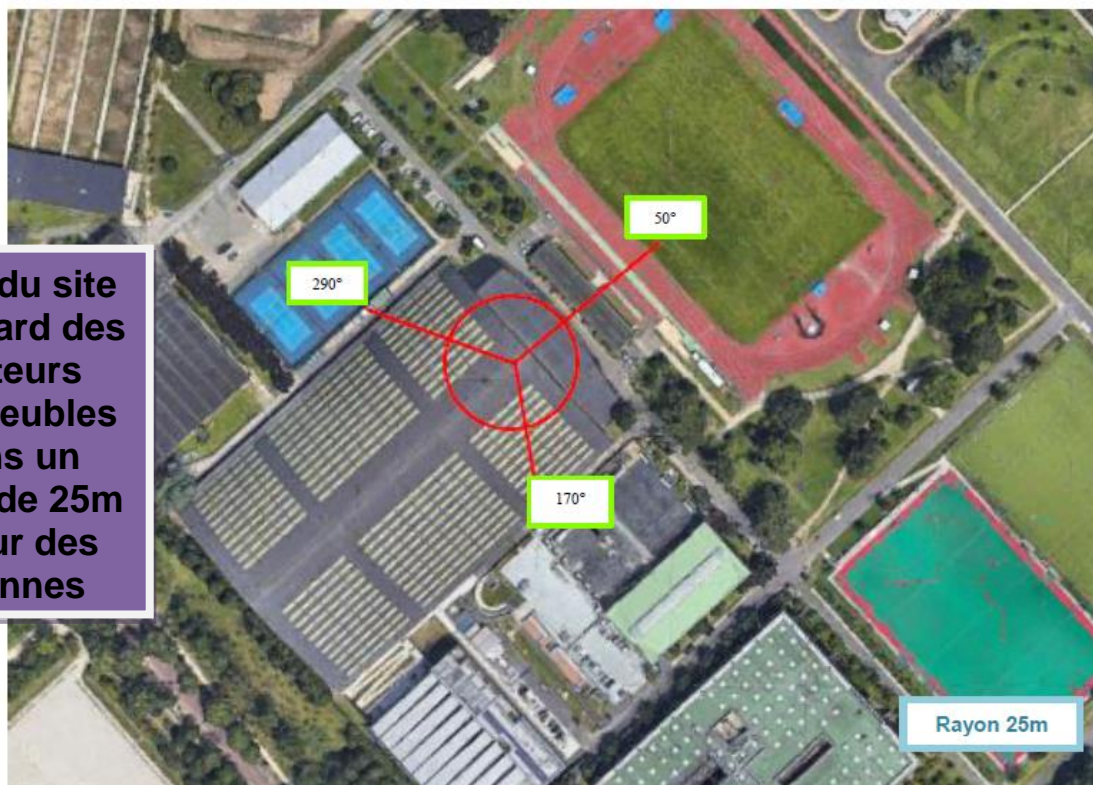 50°
290°
du site
ard des
teurs
eubles
ns un
de 25m
ur des
nnes
170°
Rayon 25m